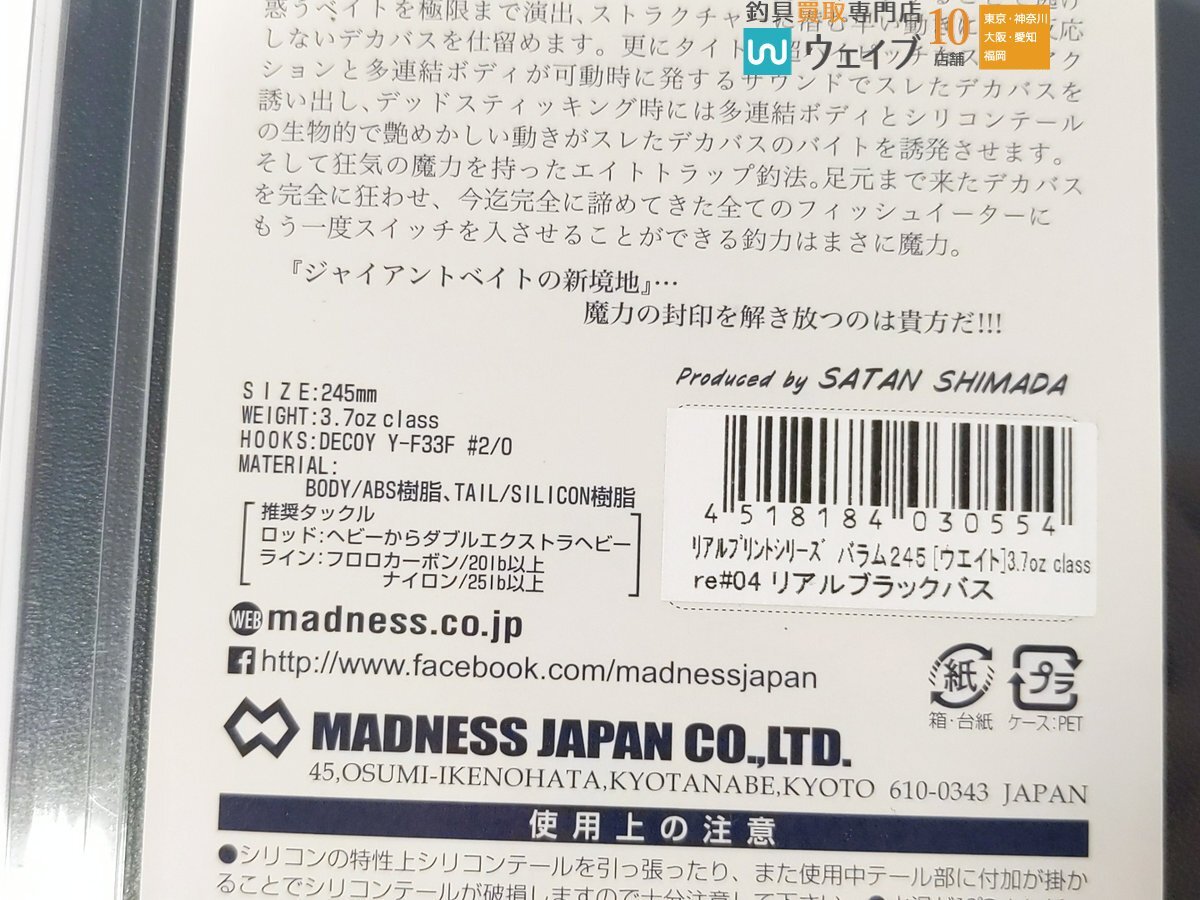 釣具買取専門店
ウェイブ
10店舗
東京・神奈川
大阪・愛知
福岡
惑うベイトを極限まで演出、ストラクチャ
しないデカバスを仕留めます。更にタイト
ションと多連結ボディが可動時に発するサウンドでスレたデカバスを
誘い出し、デッドスティッキング時には多連結ボディとシリコンテール
の生物的で艶めかしい動きがスレたデカバスのバイトを誘発させます。
そして狂気の魔力を持ったエイトトラップ釣法。足元まで来たデカバス
を完全に狂わせ、今迄完全に諦めてきた全てのフィッシュイーターに
もう一度スイッチを入させることができる釣力はまさに魔力。
『ジャイアントベイトの新境地』…
魔力の封印を解き放つのは貴方だ!!!
Produced by SATAN SHIMADA
SIZE:245mm
WEIGHT:3.7oz class
HOOKS:DECOY Y-F33F #2/0
MATERIAL:
BODY/ABS樹脂、TAIL/SILICON樹脂
推奨タックル
ロッド:ヘビーからダブルエクストラヘビー
ライン:フロロカーボン/20lb以上
ナイロン/25lb以上
4 518184 030554
ﾘｱﾙﾌﾟﾘﾝﾄｼﾘｰｽﾞ バラム245 [ウエイト]3.7oz class
re#04 リアルブラックバス
WEB madness.co.jp
f http://www.facebook.com/madnessjapan
紙
箱・台紙
プラ
ケース:PET
MADNESS JAPAN CO.,LTD.
45,OSUMI-IKENOHATA,KYOTANABE,KYOTO 610-0343 JAPAN
使用上の注意
●シリコンの特性上シリコンテールを引っ張ったり、また使用中テール部に付加が掛か
ることでシリコンテールが破損しますので十分注意して下さい。